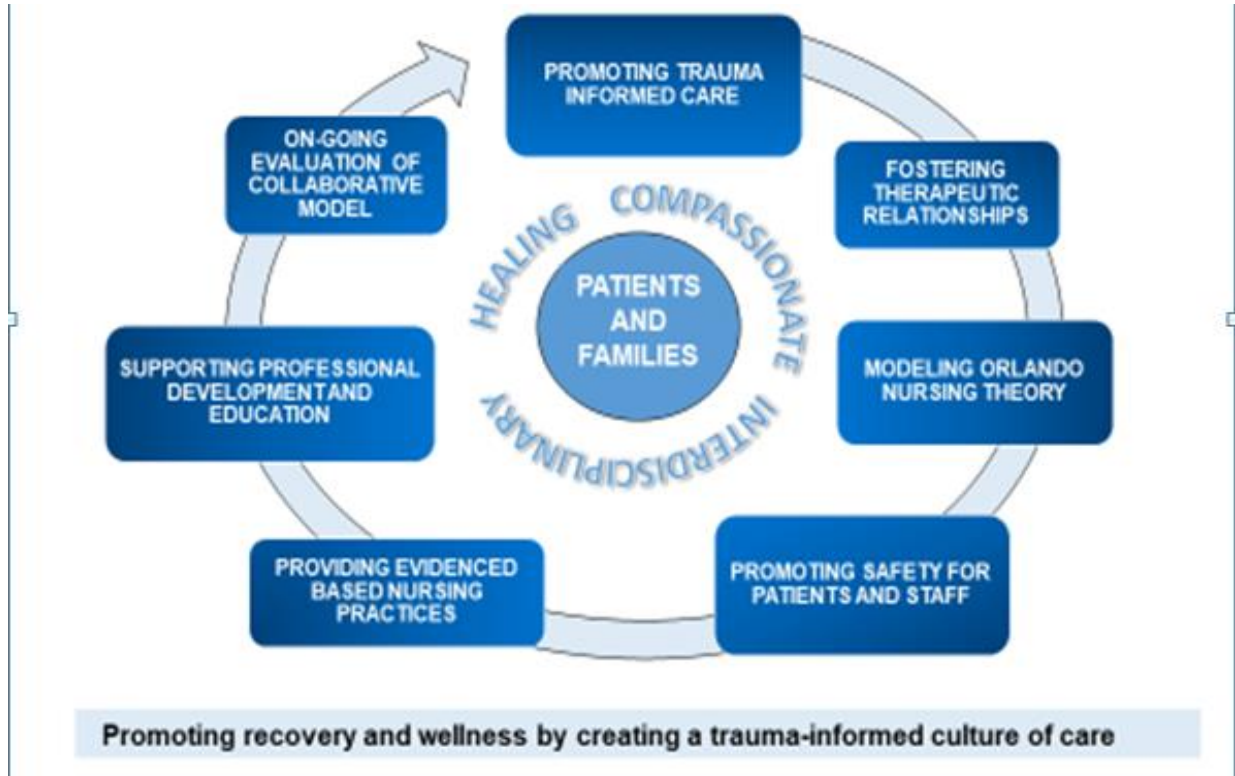 PROMOTING TRAUMA
INFORMED CARE
FOSTERING
THERAPEUTIC
RELATIONSHIPS
MODELING ORLANDO
NURSING THEORY
PROMOTING SAFETY FOR
PATIENTS AND STAFF
PROVIDING EVIDENCED
BASED NURSING
PRACTICES
SUPPORTING PROFESSIONAL
DEVELOPMENT AND
EDUCATION
ON-GOING
EVALUATION OF
COLLABORATIVE
MODEL
HEALING COMPASSIONATE INTERDISCIPLINARY
PATIENTS
AND
FAMILIES
Promoting recovery and wellness by creating a trauma-informed culture of care